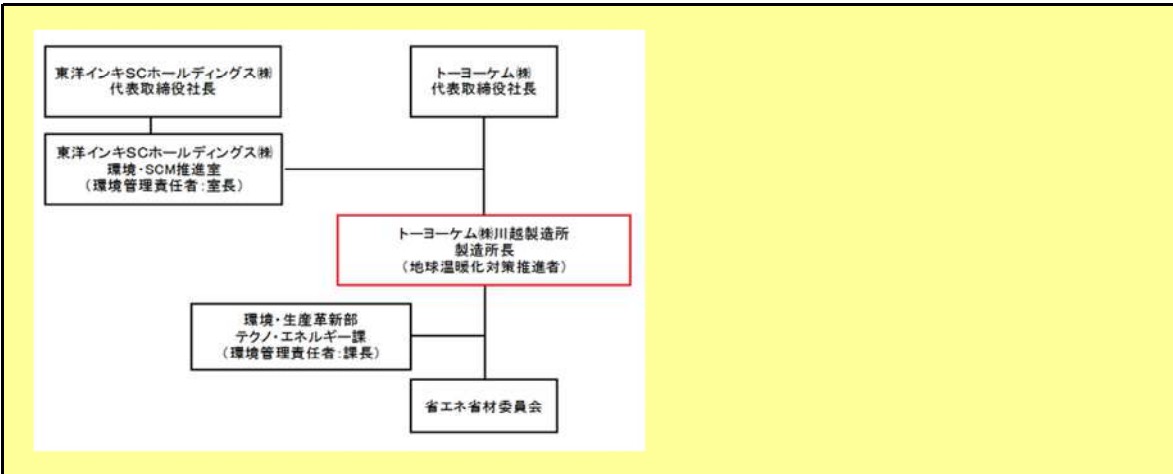 東洋インキSCホールディングス㈱
代表取締役社長
トーヨーケム㈱
代表取締役社長
東洋インキSCホールディングス㈱
環境・SCM推進室
（環境管理責任者：室長）
トーヨーケム㈱川越製造所
製造所長
（地球温暖化対策推進者）
環境・生産革新部
テクノ・エネルギー課
（環境管理責任者：課長）
省エネ省材委員会